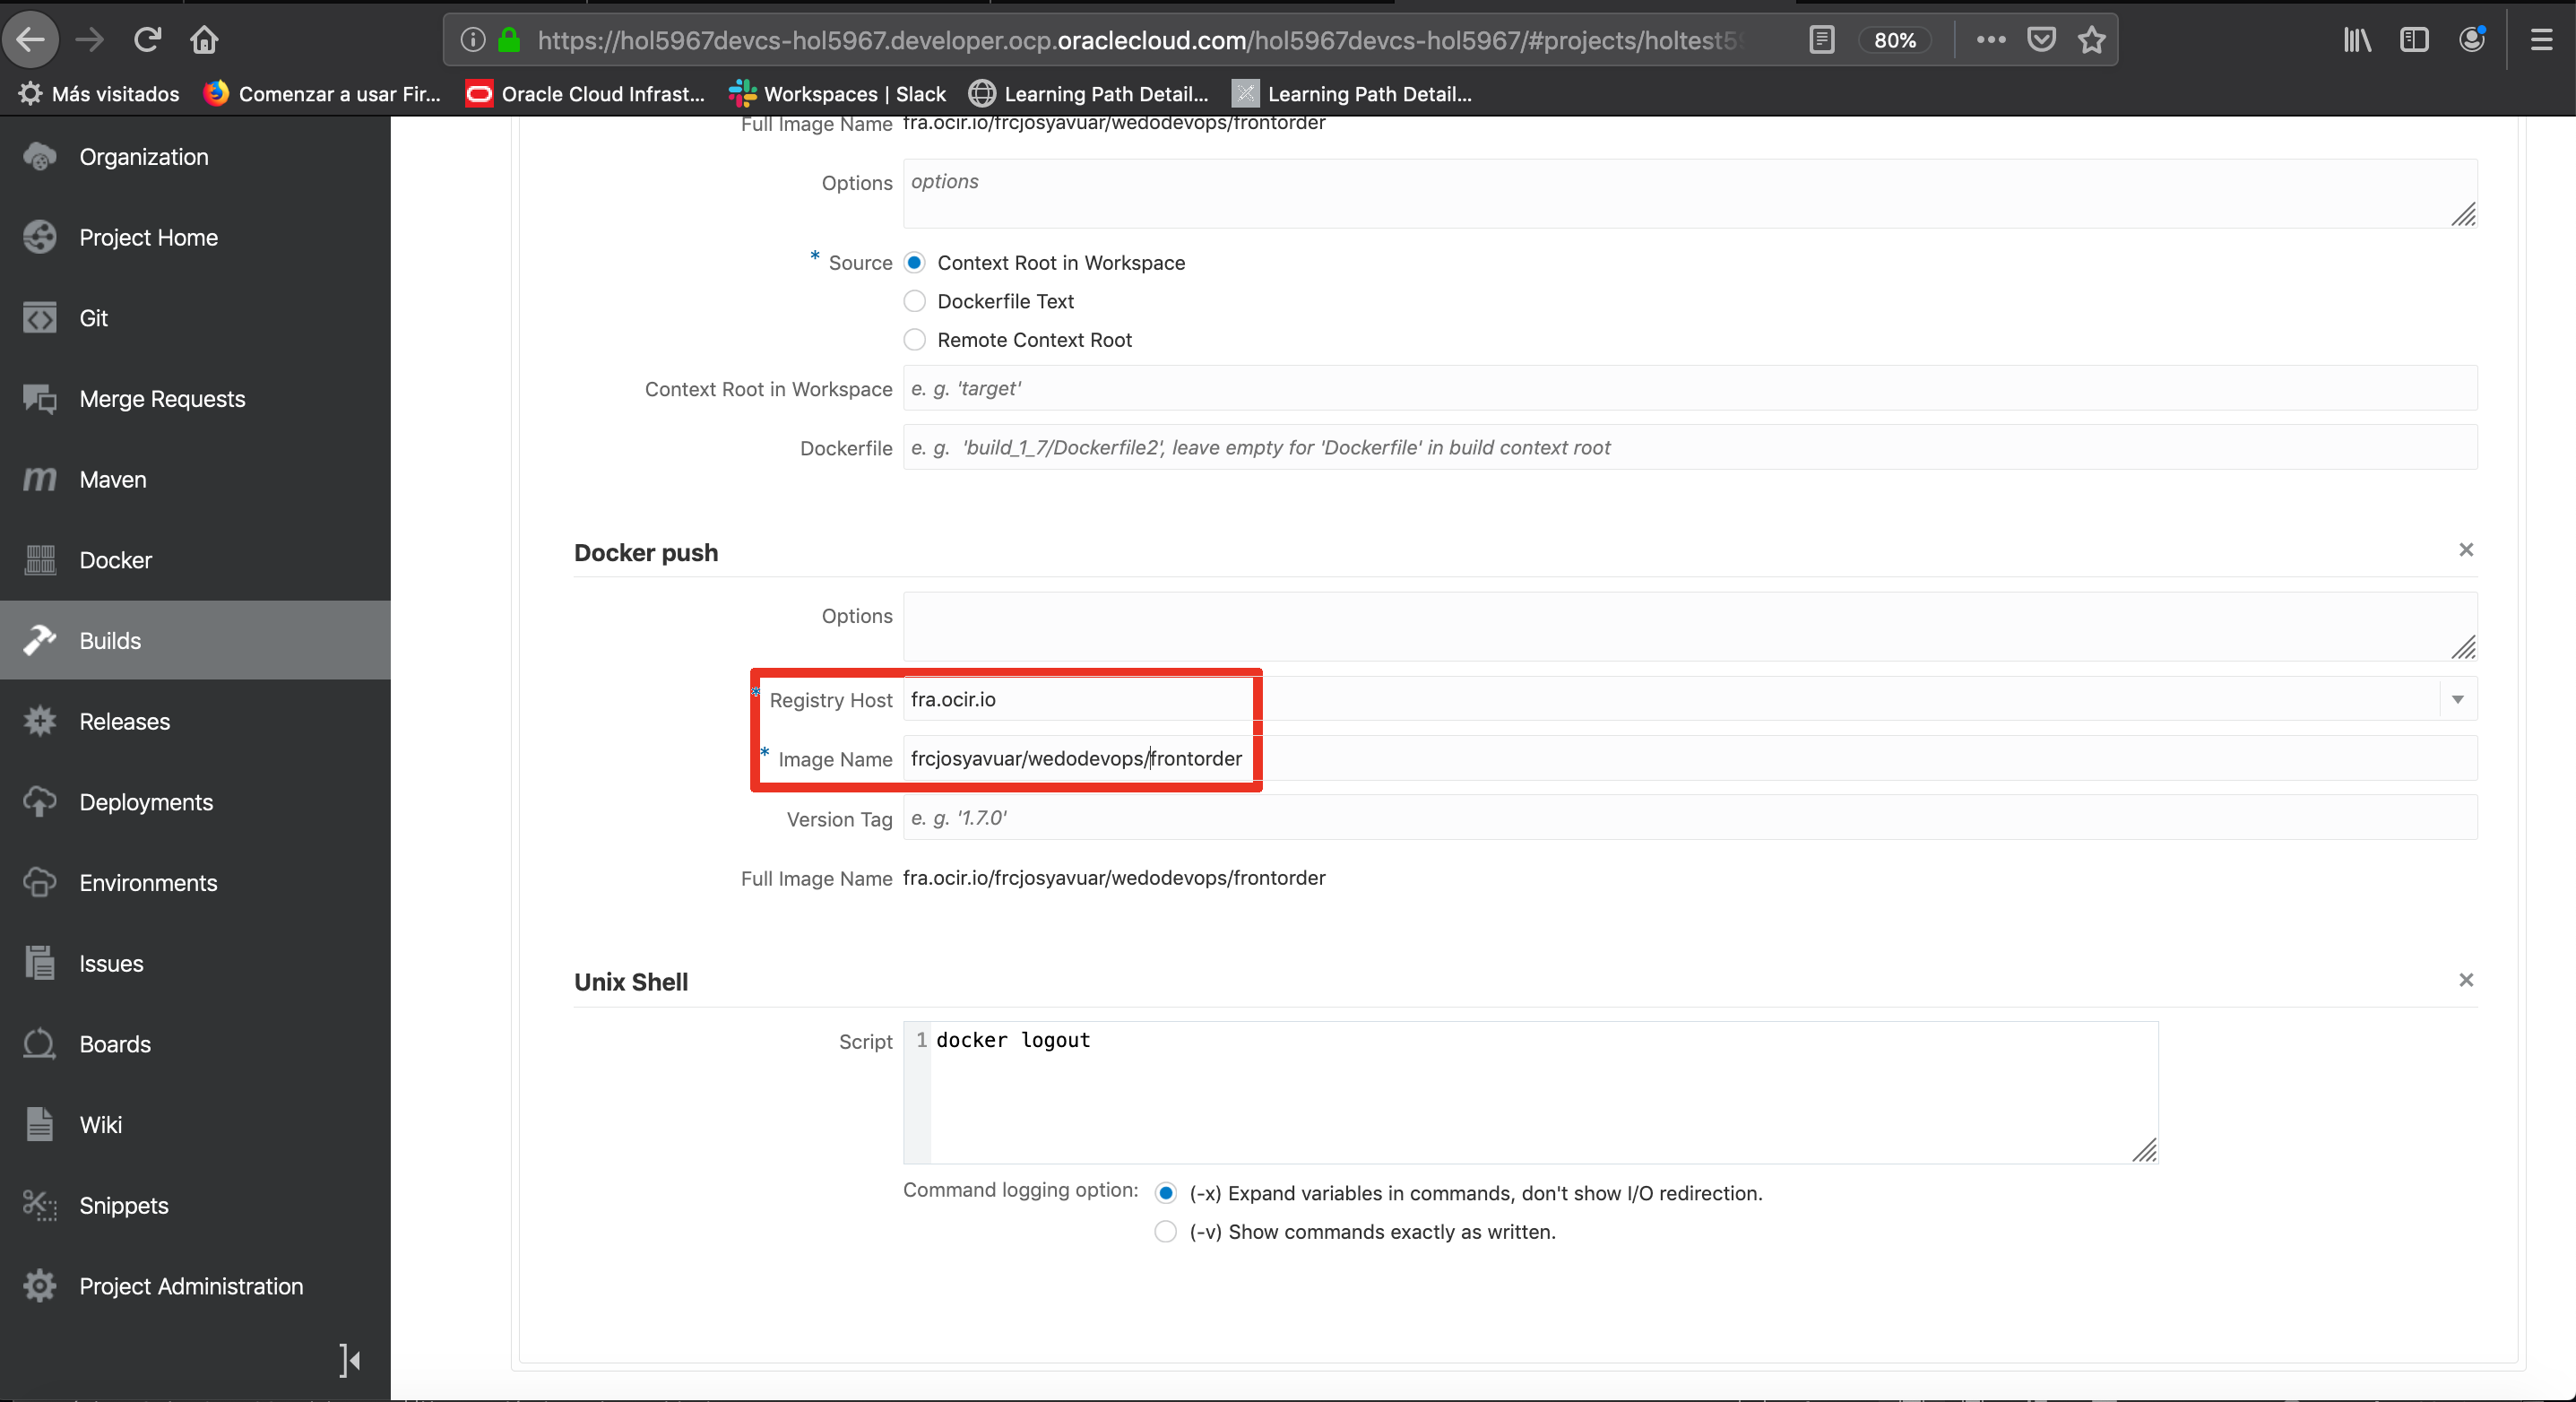 https://hol5967devcs-hol5967.developer.ocp.oraclecloud.com/hol5967devcs-hol5967/#projects/holtest59
80%
Más visitados
Comenzar a usar Fir...
Oracle Cloud Infrast...
Workspaces | Slack
Learning Path Detail...
Learning Path Detail...
Organization
Project Home
Git
Merge Requests
Maven
Docker
Builds
Releases
Deployments
Environments
Issues
Boards
Wiki
Snippets
Project Administration
Full Image Name fra.ocir.io/frcjosyavuar/wedodevops/frontorder
Options options
* Source Context Root in Workspace
Dockerfile Text
Remote Context Root
Context Root in Workspace e. g. 'target'
Dockerfile e. g. 'build_1_7/Dockerfile2', leave empty for 'Dockerfile' in build context root
Docker push
Options
* Registry Host fra.ocir.io
* Image Name frcjosyavuar/wedodevops/frontorder
Version Tag e. g. '1.7.0'
Full Image Name fra.ocir.io/frcjosyavuar/wedodevops/frontorder
Unix Shell
Script 1 docker logout
Command logging option: (-x) Expand variables in commands, don't show I/O redirection.
(-v) Show commands exactly as written.